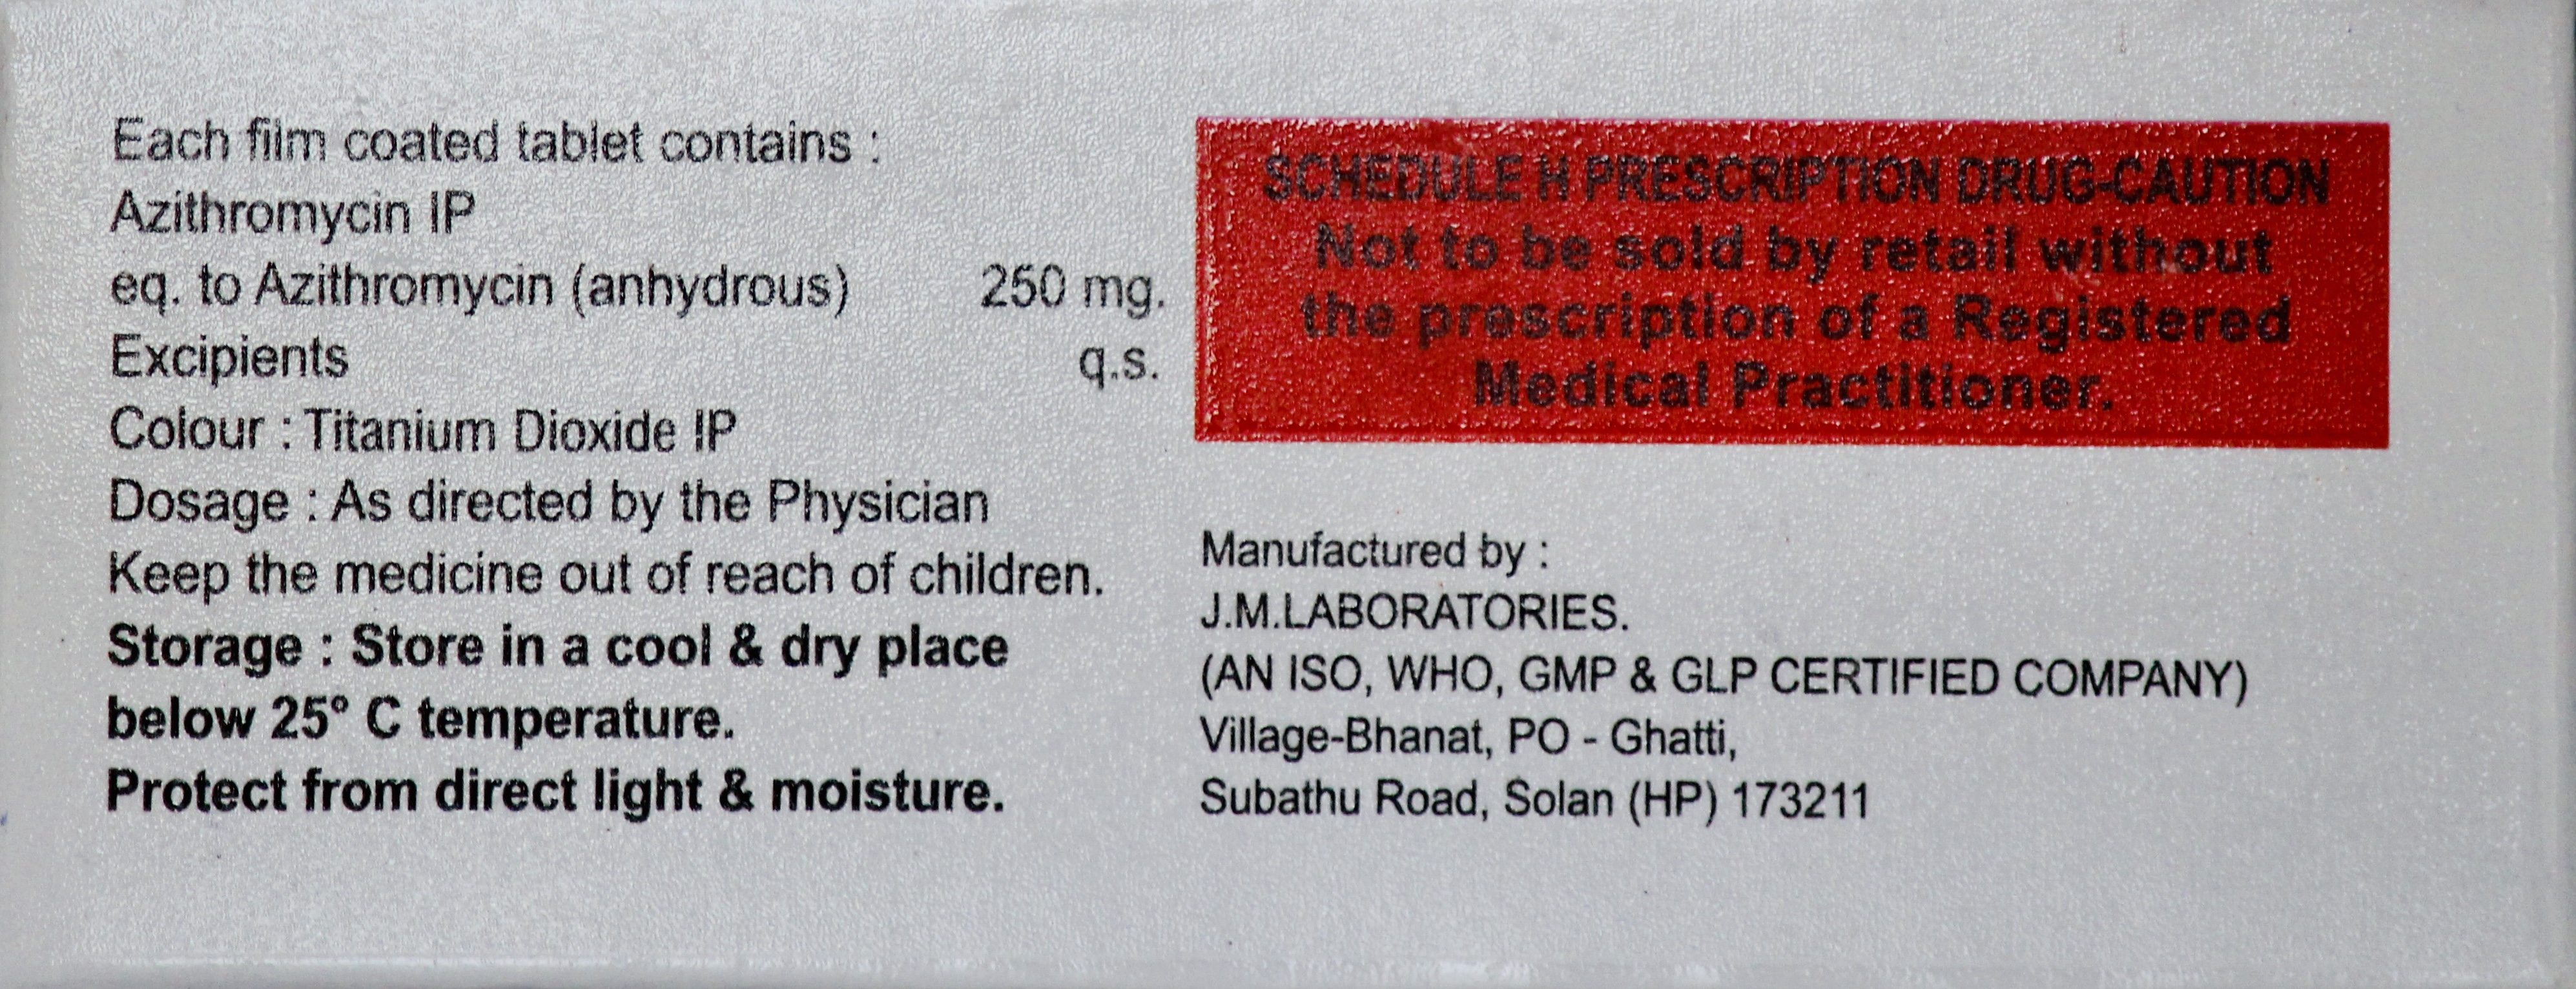 Each film coated tablet contains :
Azithromycin IP
eq. to Azithromycin (anhydrous) 250 mg.
Excipients q.s.
Colour : Titanium Dioxide IP
Dosage : As directed by the Physician
Keep the medicine out of reach of children.
Storage : Store in a cool & dry place
below 25° C temperature.
Protect from direct light & moisture.
SCHEDULE H PRESCRIPTION DRUG-CAUTION
Not to be sold by retail without
the prescription of a Registered
Medical Practitioner.
Manufactured by :
J.M.LABORATORIES.
(AN ISO, WHO, GMP & GLP CERTIFIED COMPANY)
Village-Bhanat, PO - Ghatti,
Subathu Road, Solan (HP) 173211